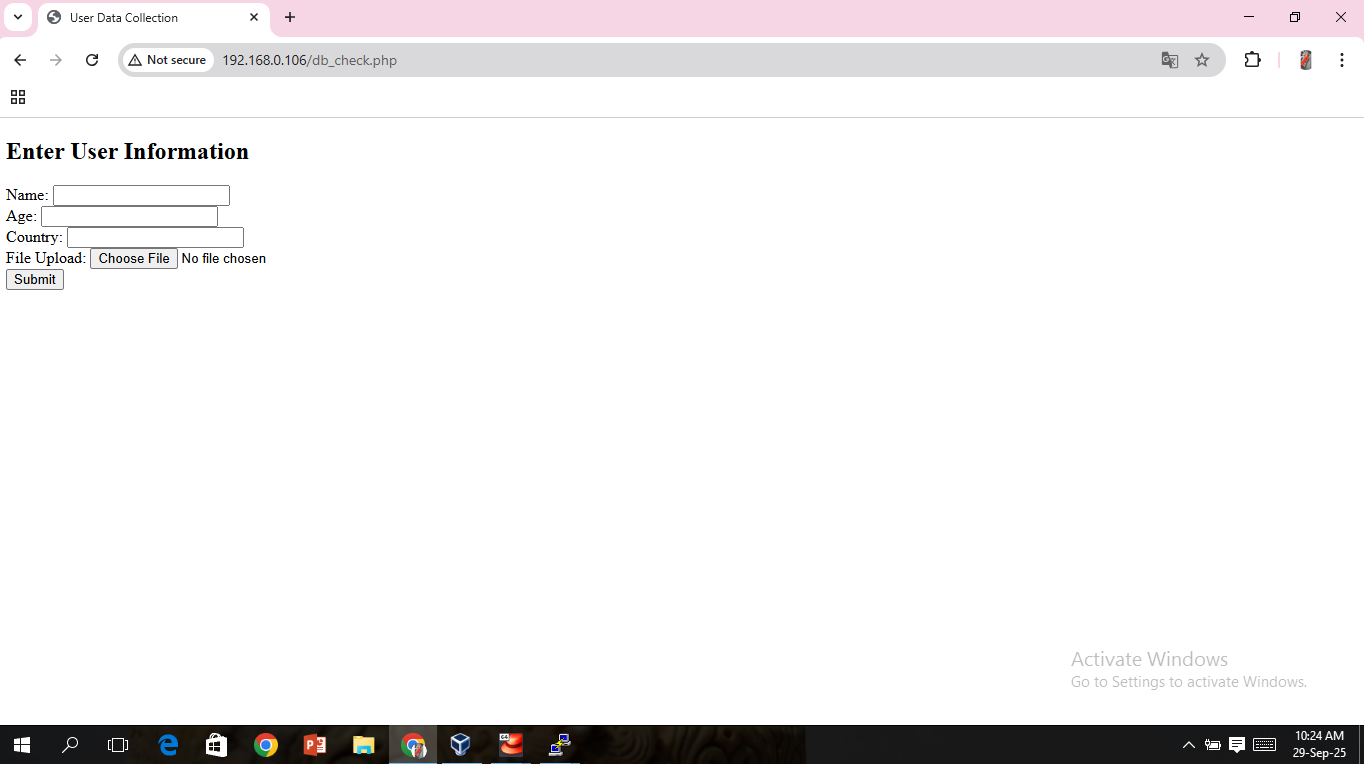 User Data Collection
Not secure 192.168.0.106/db_check.php
Enter User Information
Name:
Age:
Country:
File Upload: Choose File No file chosen
Submit
Activate Windows
Go to Settings to activate Windows.
10:24 AM
29-Sep-25